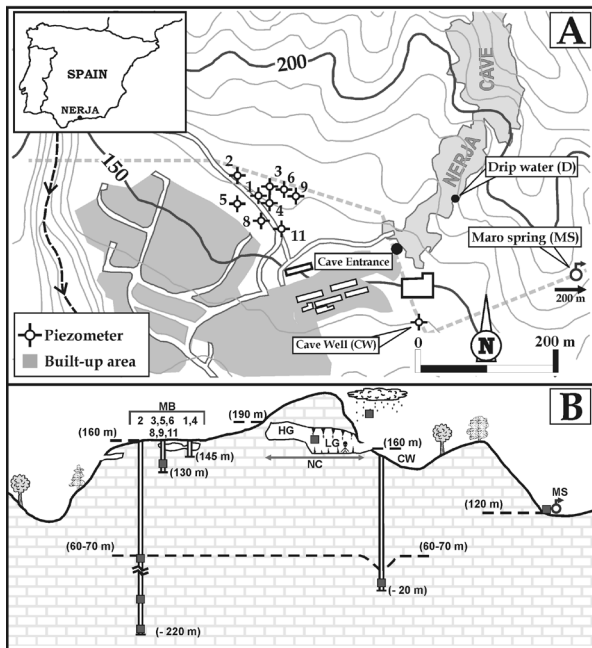 A
SPAIN
NERJA
200
150
CAVE
NERJA
2
3
6
1
9
5
4
8
11
Drip water (D)
Maro spring (MS)
200 m
Cave Entrance
Cave Well (CW)
Piezometer
Built-up area
0
200 m
N
B
MB
2 3,5,6 1,4
8,9,11
(160 m)
(190 m)
HG
LG
NC
(160 m)
CW
(145 m)
(130 m)
(120 m)
MS
(60-70 m)
(60-70 m)
(- 20 m)
(- 220 m)